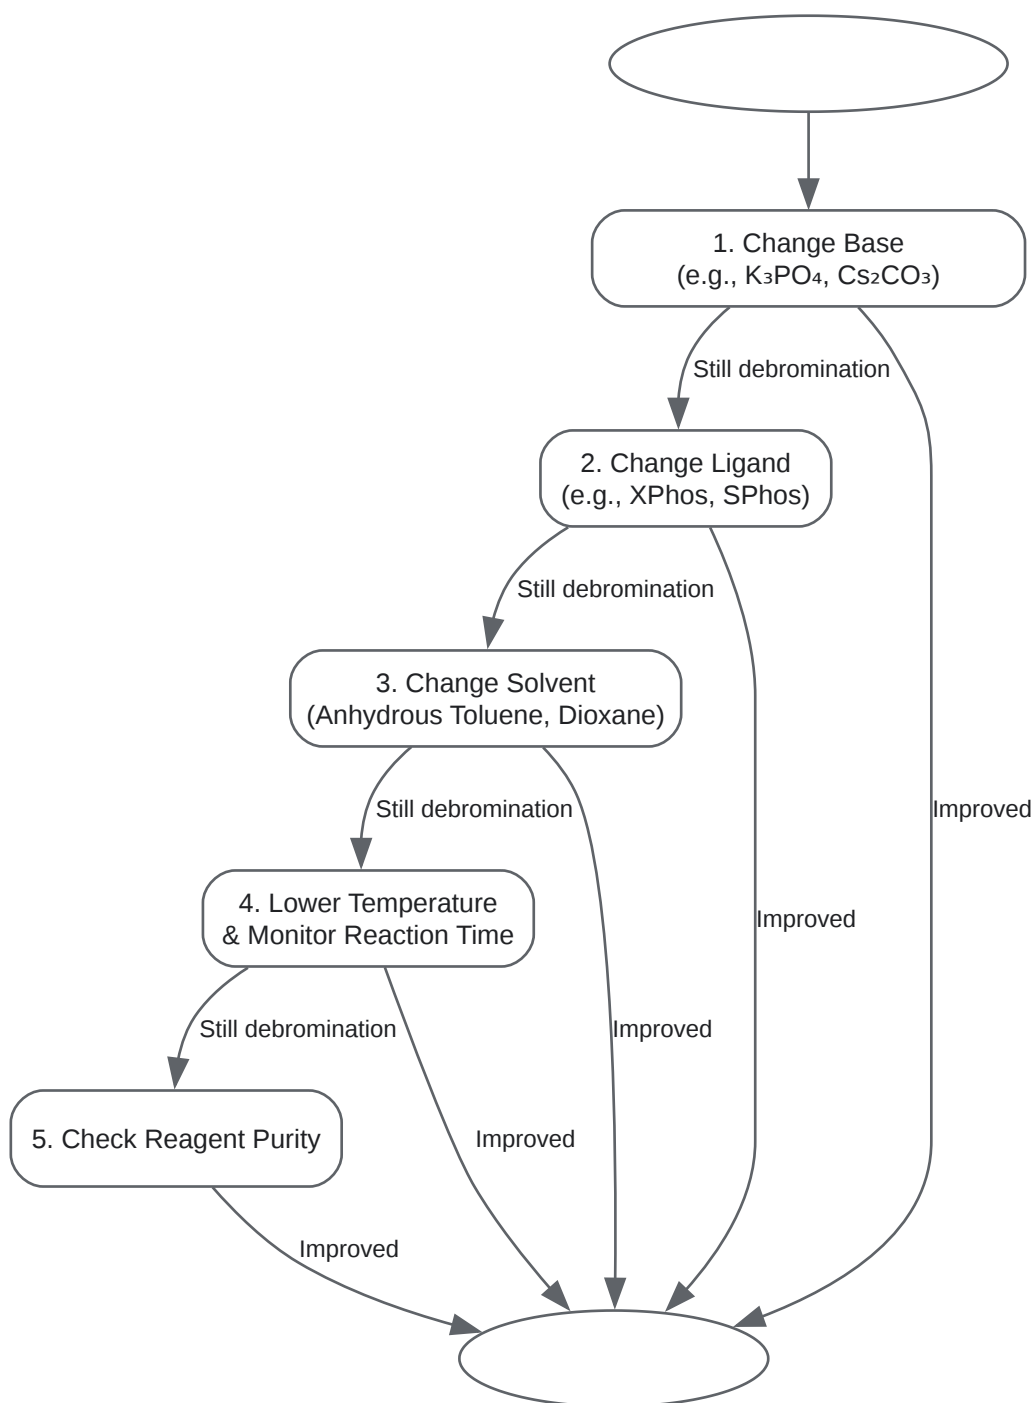 1. Change Base
(e.g., K₃PO₄, Cs₂CO₃)
Still debromination
2. Change Ligand
(e.g., XPhos, SPhos)
Still debromination
3. Change Solvent
(Anhydrous Toluene, Dioxane)
Still debromination
Improved
4. Lower Temperature
& Monitor Reaction Time
Improved
Still debromination
Improved
5. Check Reagent Purity
Improved
Improved